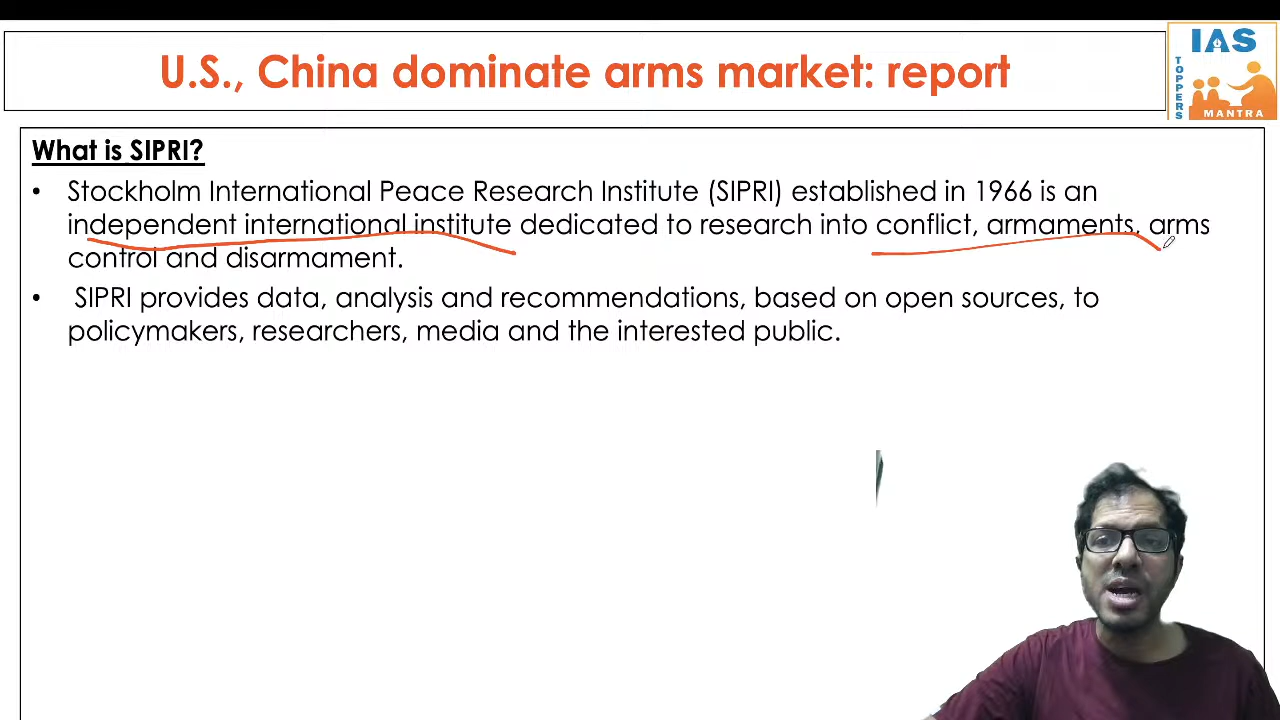 U.S., China dominate arms market: report
IAS
TOPPERS
MANTRA
What is SIPRI?
• Stockholm International Peace Research Institute (SIPRI) established in 1966 is an
independent international institute dedicated to research into conflict, armaments, arms
control and disarmament.
• SIPRI provides data, analysis and recommendations, based on open sources, to
policymakers, researchers, media and the interested public.